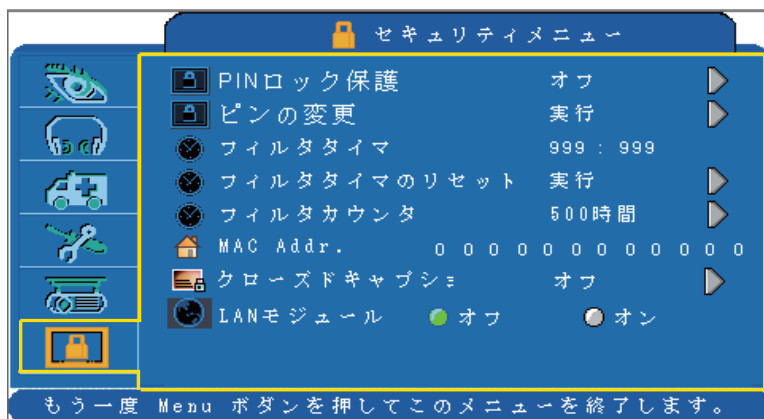 セキュリティメニュー
PINロック保護 オフ
ピンの変更 実行
フィルタタイマ 999 : 999
フィルタタイマのリセット 実行
フィルタカウンタ 500時間
MAC Addr. 0 0 0 0 0 0 0 0 0 0 0 0
クローズドキャプショ オフ
LANモジュール オフ オン
もう一度 Menu ボタンを押してこのメニューを終了します。